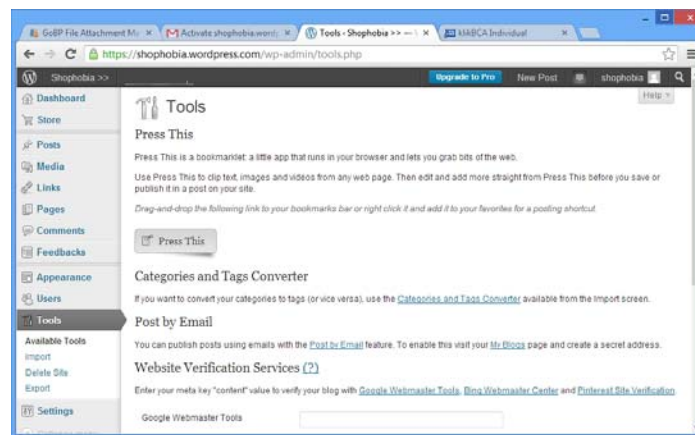 GoBP File Attachment Ma
Activate shophobia.wordp
Tools ‹ Shophobia >> — \
klikBCA Individual
https://shophobia.wordpress.com/wp-admin/tools.php
Shophobia >>
Upgrade to Pro
New Post
shophobia
Dashboard
Store
Posts
Media
Links
Pages
Comments
Feedbacks
Appearance
Users
Tools
Available Tools
Import
Delete Site
Export
Settings
Collapse menu
Help
Tools
Press This
Press This is a bookmarklet: a little app that runs in your browser and lets you grab bits of the web.
Use Press This to clip text, images and videos from any web page. Then edit and add more straight from Press This before you save or
publish it in a post on your site.
Drag-and-drop the following link to your bookmarks bar or right click it and add it to your favorites for a posting shortcut.
Press This
Categories and Tags Converter
If you want to convert your categories to tags (or vice versa), use the Categories and Tags Converter available from the Import screen.
Post by Email
You can publish posts using emails with the Post by Email feature. To enable this visit your My Blogs page and create a secret address.
Website Verification Services (?)
Enter your meta key "content" value to verify your blog with Google Webmaster Tools, Bing Webmaster Center and Pinterest Site Verification
Google Webmaster Tools